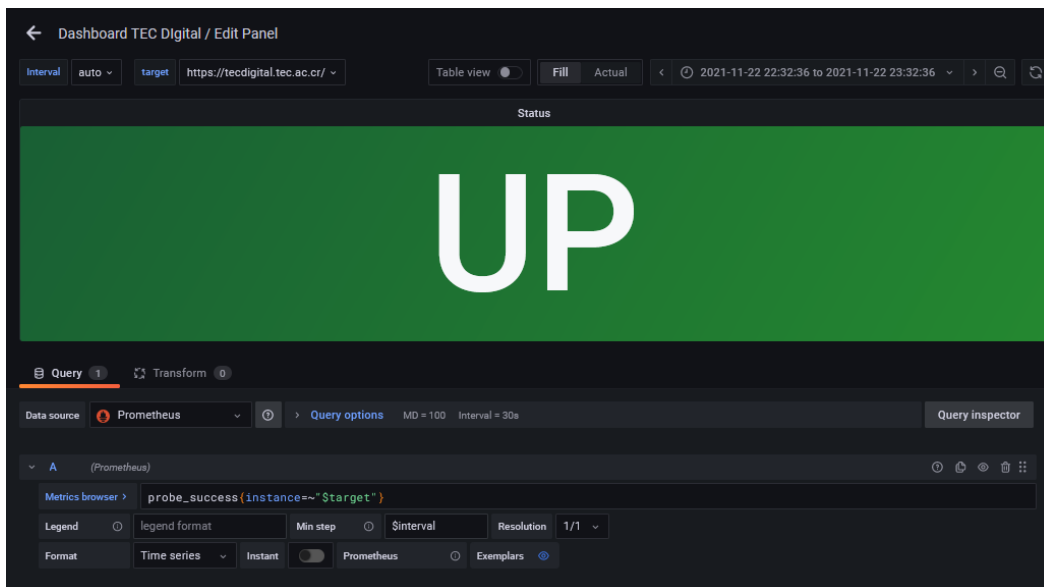 Dashboard TEC DIgital / Edit Panel
Interval auto target https://tecdigital.tec.ac.cr/ Table view Fill Actual 2021-11-22 22:32:36 to 2021-11-22 23:32:36
Status
UP
Query 1 Transform 0
Data source Prometheus Query options MD = 100 Interval = 30s Query inspector
A (Prometheus)
Metrics browser > probe_success{instance=~"$target"}
Legend legend format Min step $interval Resolution 1/1
Format Time series Instant Prometheus Exemplars